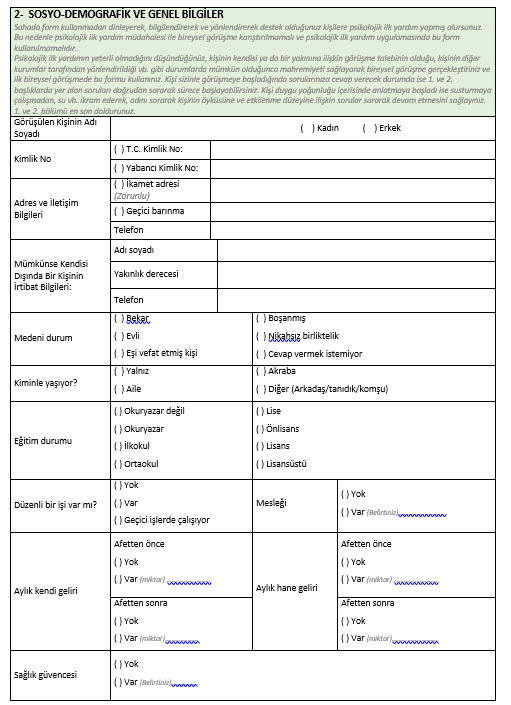 2- SOSYO-DEMOGRAFİK VE GENEL BİLGİLER
Sahada form kullanmadan dinleyerek, bilgilendirerek ve yönlendirerek destek olduğunuz kişilere psikolojik ilk yardım yapmış olursunuz.
Bu nedenle psikolojik ilk yardım müdahalesi ile bireysel görüşme karıştırılmamalı ve psikolojik ilk yardım uygulamasında bu form
kullanılmamalıdır.
Psikolojik ilk yardımın yeterli olmadığını düşündüğünüz, kişinin kendisi ya da bir yakınına ilişkin görüşme talebinin olduğu, kişinin diğer
kurumlar tarafından yönlendirildiği vb. gibi durumlarda mümkün olduğunca mahremiyeti sağlayarak bireysel görüşme gerçekleştiriniz ve
ilk bireysel görüşmede bu formu kullanınız. Kişi sizinle görüşmeye başladığında sorularınıza cevap verecek durumda ise 1. ve 2.
başlıklarda yer alan soruları doğrudan sorarak sürece başlayabilirsiniz. Kişi duygu yoğunluğu içerisinde anlatmaya başladı ise susturmaya
çalışmadan, su vb. ikram ederek, adını sorarak kişinin öyküsüne ve etkilenme düzeyine ilişkin sorular sorarak devam etmesini sağlayınız.
1. ve 2. bölümü en son doldurunuz.
Görüşülen Kişinin Adı
Soyadı
( ) Kadın ( ) Erkek
Kimlik No
( ) T.C. Kimlik No:
( ) Yabancı Kimlik No:
Adres ve İletişim
Bilgileri
( ) İkamet adresi
(Zorunlu)
( ) Geçici barınma
Telefon
Mümkünse Kendisi
Dışında Bir Kişinin
İrtibat Bilgileri:
Adı soyadı
Yakınlık derecesi
Telefon
Medeni durum
( ) Bekar
( ) Evli
( ) Eşi vefat etmiş kişi
( ) Boşanmış
( ) Nikahsız birliktelik
( ) Cevap vermek istemiyor
Kiminle yaşıyor?
( ) Yalnız
( ) Aile
( ) Akraba
( ) Diğer (Arkadaş/tanıdık/komşu)
Eğitim durumu
( ) Okuryazar değil
( ) Okuryazar
( ) İlkokul
( ) Ortaokul
( ) Lise
( ) Önlisans
( ) Lisans
( ) Lisansüstü
Düzenli bir işi var mı?
( ) Yok
( ) Var
( ) Geçici işlerde çalışıyor
Mesleği
( ) Yok
( ) Var (Belirtiniz)............
Aylık kendi geliri
Afetten önce
( ) Yok
( ) Var (miktar)............
Afetten sonra
( ) Yok
( ) Var (miktar).........
Aylık hane geliri
Afetten önce
( ) Yok
( ) Var (miktar)............
Afetten sonra
( ) Yok
( ) Var (miktar)............
Sağlık güvencesi
( ) Yok
( ) Var (Belirtiniz).......